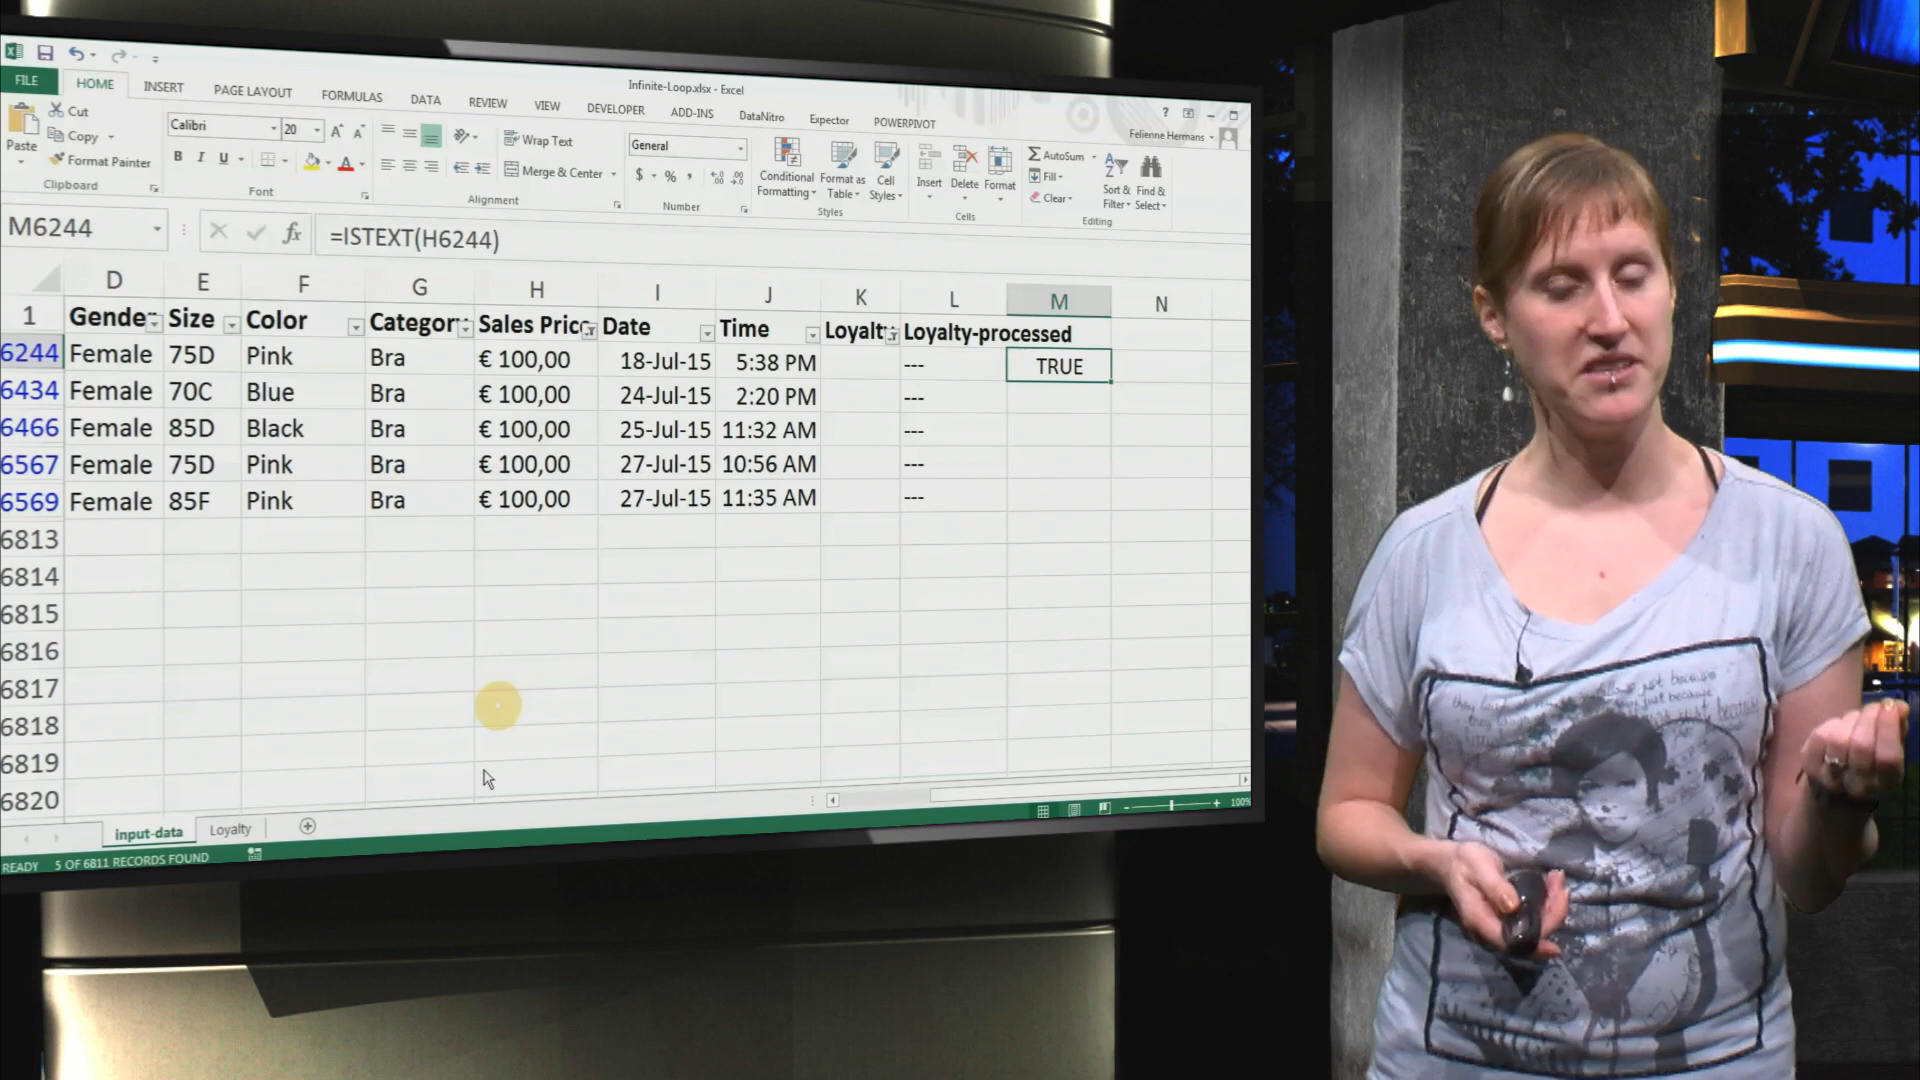 Infinite-Loop.xlsx - Excel
FILE HOME INSERT PAGE LAYOUT FORMULAS DATA REVIEW VIEW DEVELOPER ADD-INS DataNitro Expector POWERPIVOT
Felienne Hermans
Paste
Cut
Copy
Format Painter
Clipboard
Calibri 20
B I U
Font
Wrap Text
Merge & Center
Alignment
General
$ % ,
Number
Conditional Formatting
Format as Table
Cell Styles
Styles
Insert Delete Format
Cells
AutoSum
Fill
Clear
Sort & Filter
Find & Select
Editing
M6244 fx =ISTEXT(H6244)
D E F G H I J K L M N
1 Gender Size Color Categor Sales Pric Date Time Loyalt Loyalty-processed
6244 Female 75D Pink Bra € 100,00 18-Jul-15 5:38 PM --- TRUE
6434 Female 70C Blue Bra € 100,00 24-Jul-15 2:20 PM ---
6466 Female 85D Black Bra € 100,00 25-Jul-15 11:32 AM ---
6567 Female 75D Pink Bra € 100,00 27-Jul-15 10:56 AM ---
6569 Female 85F Pink Bra € 100,00 27-Jul-15 11:35 AM ---
6813
6814
6815
6816
6817
6818
6819
6820
input-data Loyalty
READY 5 OF 6811 RECORDS FOUND
100%
just because
just because